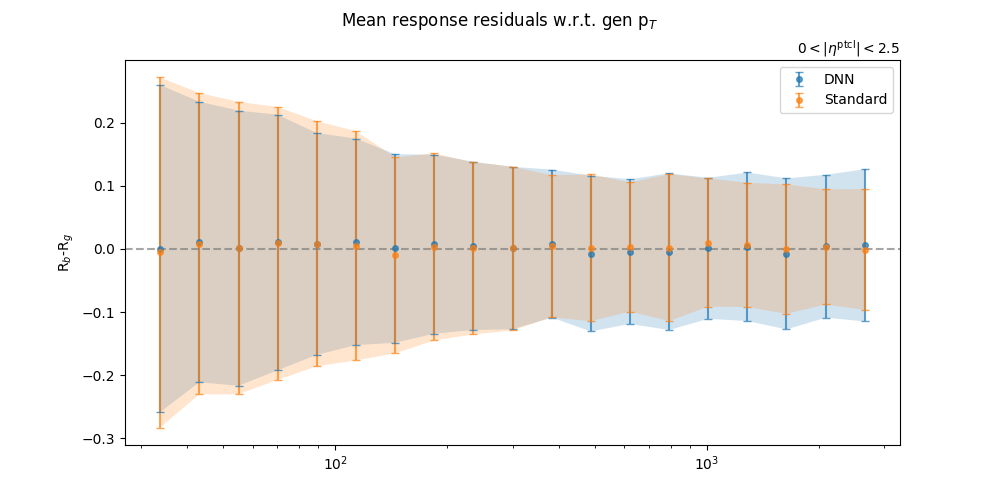 Mean response residuals w.r.t. gen p_T
0 < |η^ptcl| < 2.5
DNN
Standard
R_b-R_g
0.2
0.1
0.0
−0.1
−0.2
−0.3
10^2
10^3